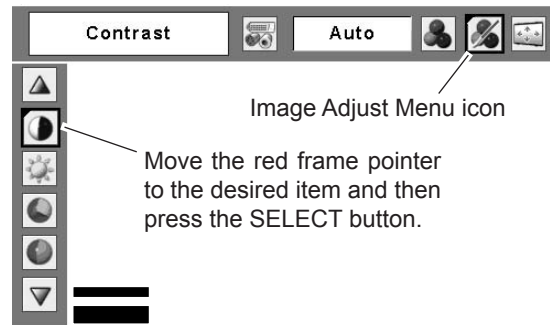 Contrast Auto
Image Adjust Menu icon
Move the red frame pointer
to the desired item and then
press the SELECT button.